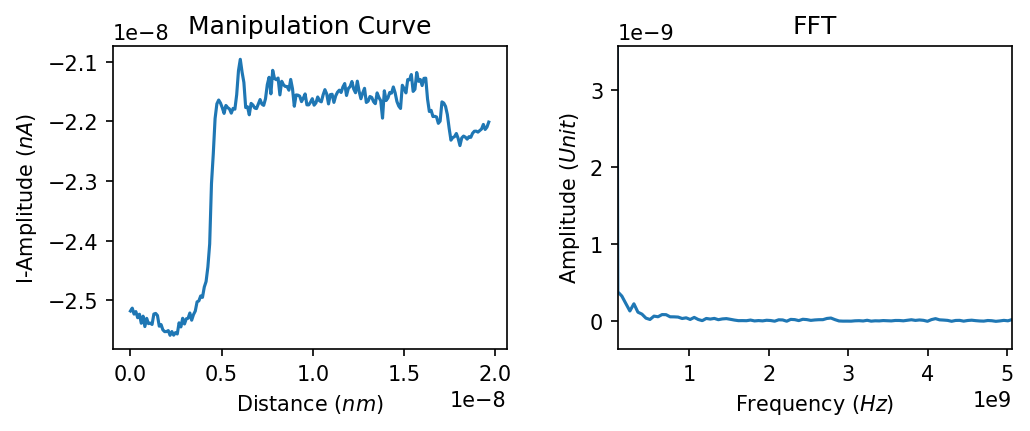 Manipulation Curve
1e−8
−2.1
−2.2
−2.3
−2.4
−2.5
I-Amplitude (nA)
0.0 0.5 1.0 1.5 2.0
Distance (nm)
1e−8
FFT
1e−9
3
2
1
0
Amplitude (Unit)
1 2 3 4 5
Frequency (Hz)
1e9